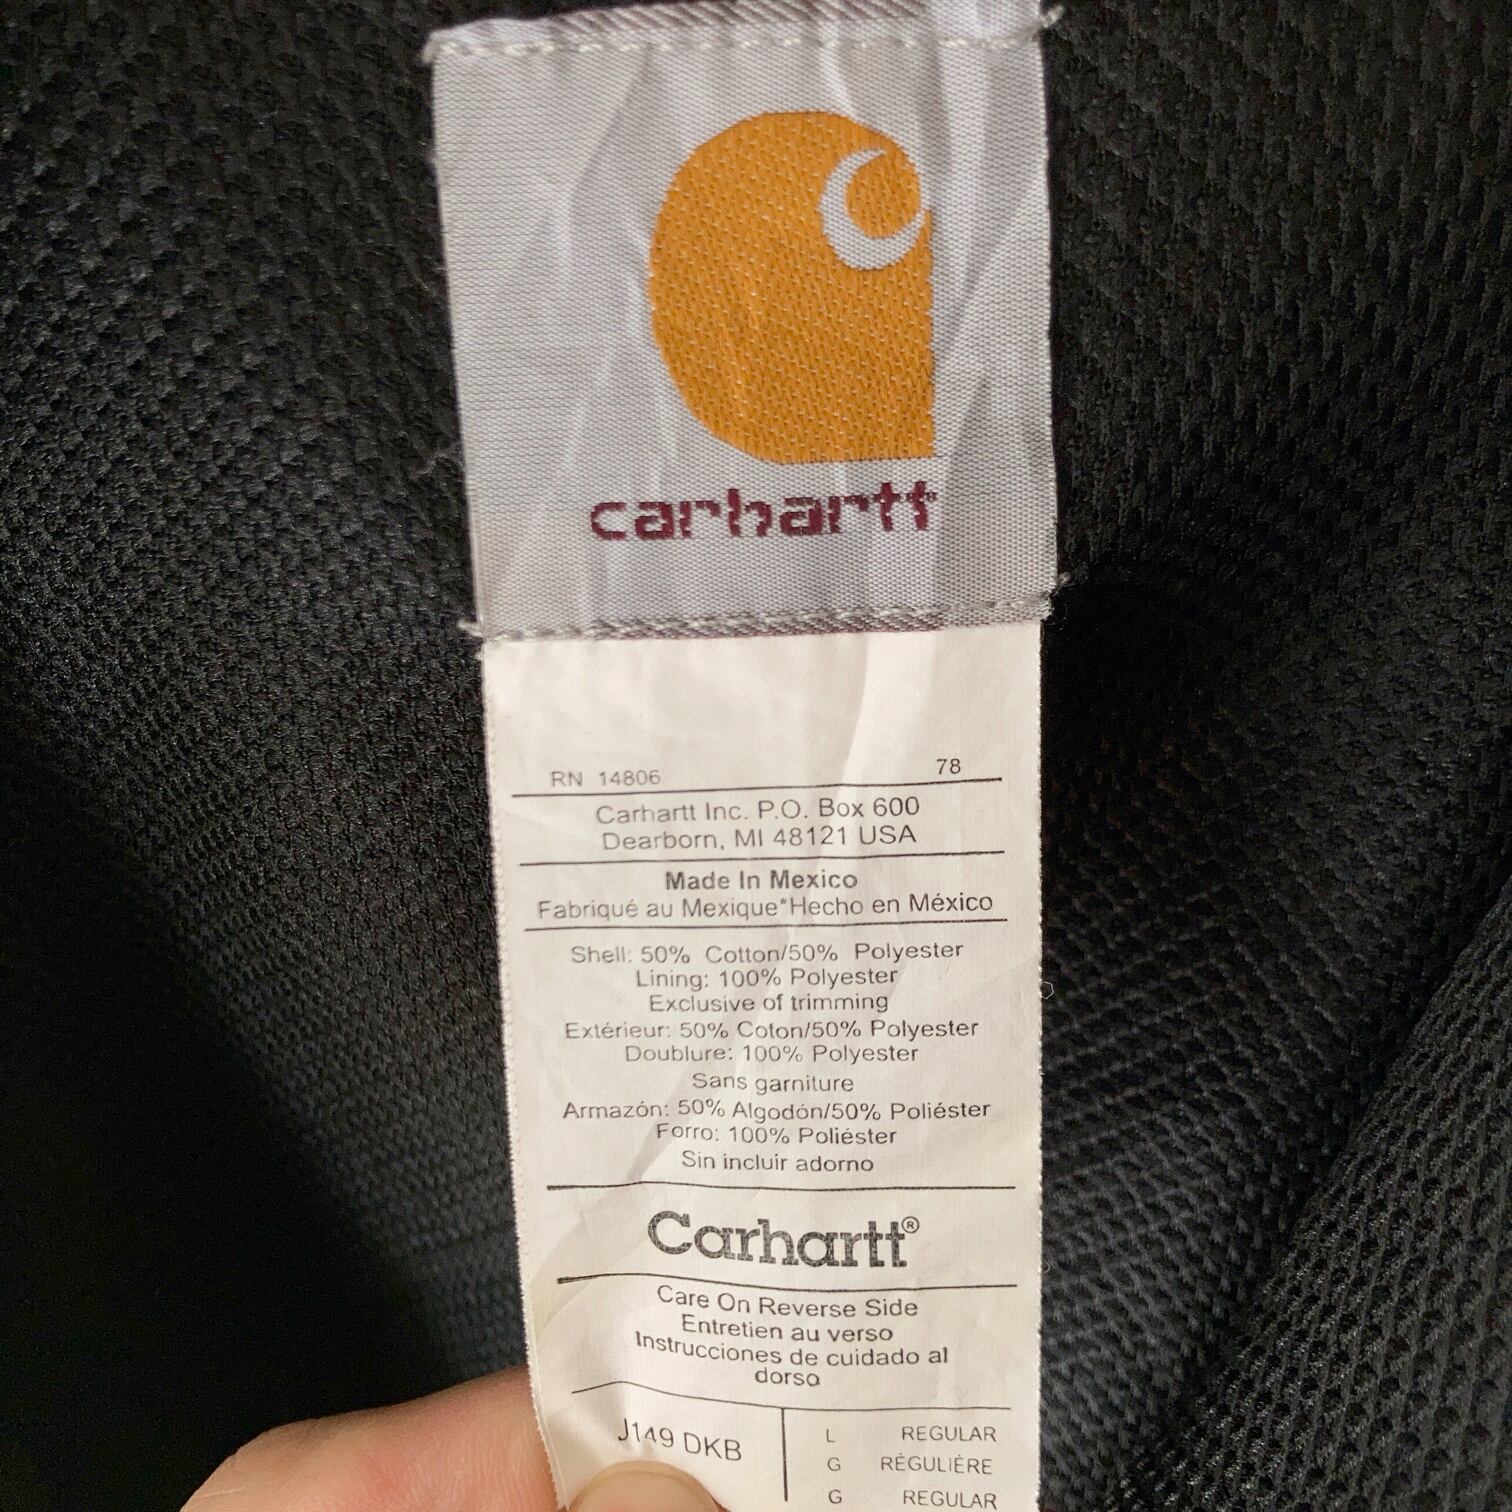 carhartt
RN 14806 78
Carhartt Inc. P.O. Box 600
Dearborn, MI 48121 USA
Made In Mexico
Fabriqué au Mexique*Hecho en México
Shell: 50% Cotton/50% Polyester
Lining: 100% Polyester
Exclusive of trimming
Extérieur: 50% Coton/50% Polyester
Doublure: 100% Polyester
Sans garniture
Armazón: 50% Algodón/50% Poliéster
Forro: 100% Poliéster
Sin incluir adorno
Carhartt®
Care On Reverse Side
Entretien au verso
Instrucciones de cuidado al
dorso
J149 DKB
L REGULAR
G RÉGULIÈRE
G REGULAR